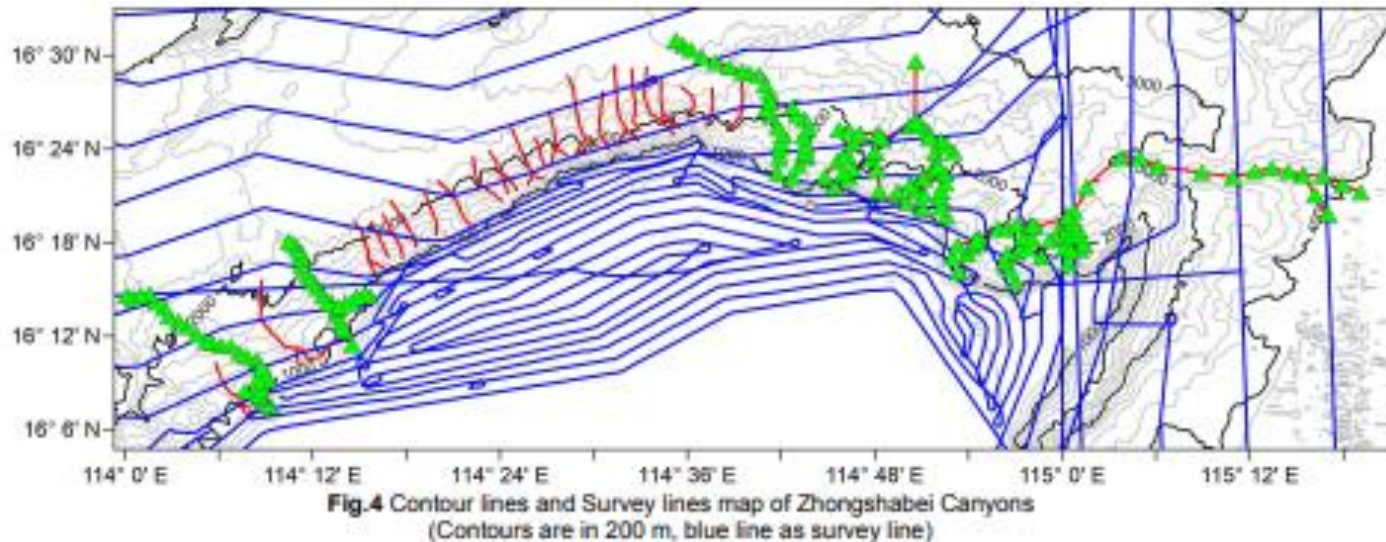 16° 30' N
16° 24' N
16° 18' N
16° 12' N
16° 6' N
3000
1000
114° 0' E
114° 12' E
114° 24' E
114° 36' E
114° 48' E
115° 0' E
115° 12' E
Fig.4 Contour lines and Survey lines map of Zhongshabei Canyons
(Contours are in 200 m, blue line as survey line)